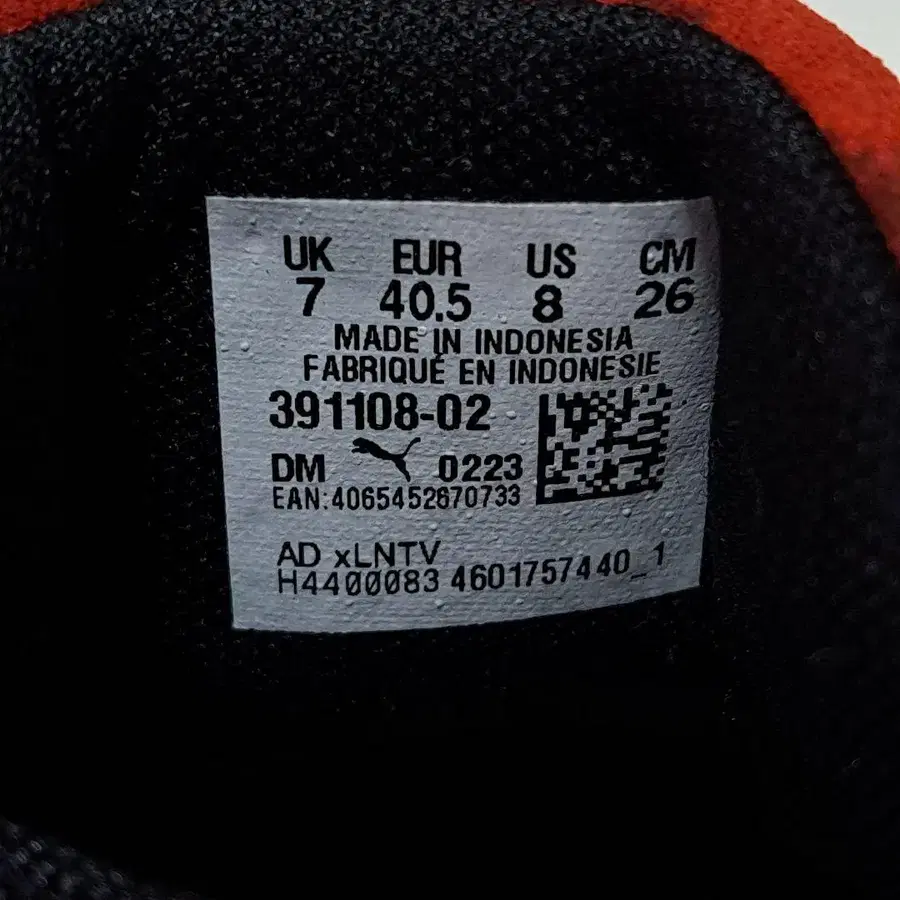 UK EUR US CM
7 40.5 8 26
MADE IN INDONESIA
FABRIQUÉ EN INDONESIE
391108-02
DM 0223
EAN:4065452670733
AD xLNTV
H4400083 4601757440_1